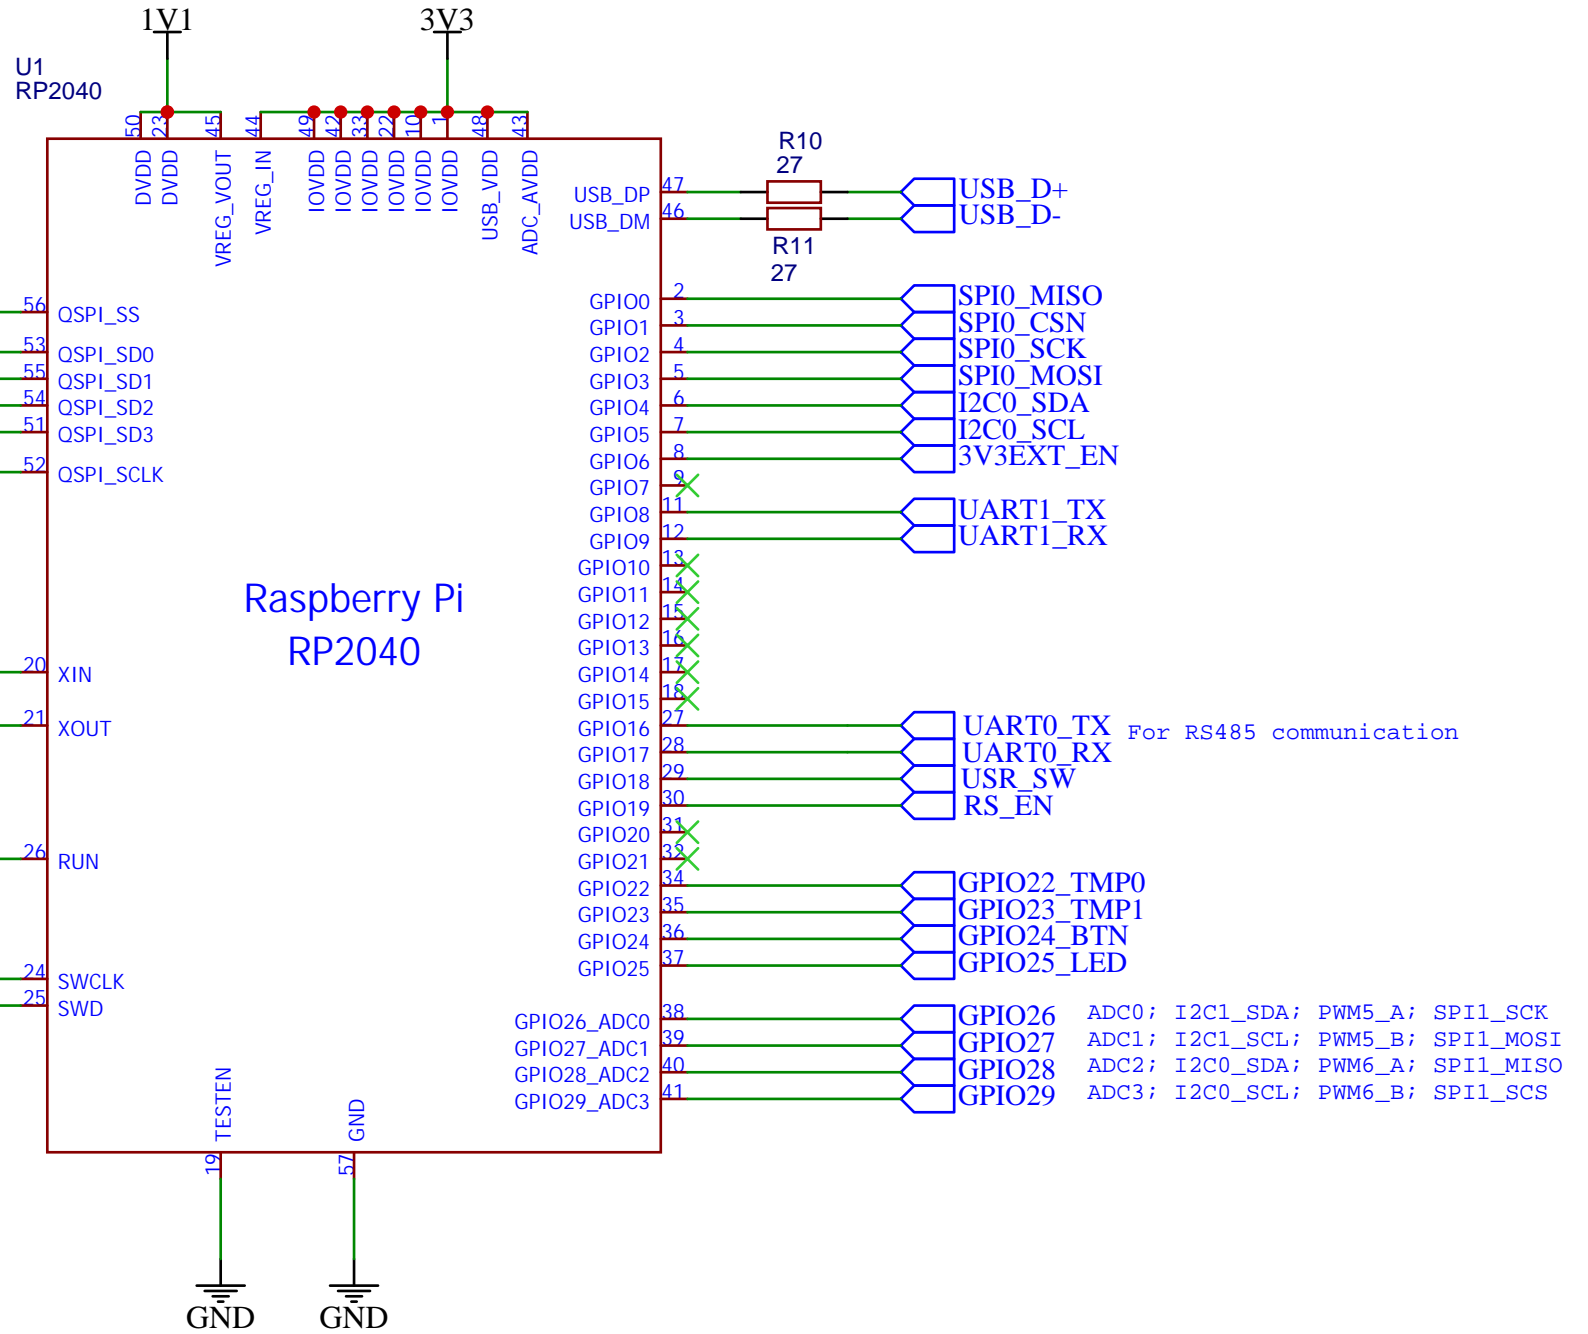 1V1
3V3
U1
RP2040
50
23
45
44
49
42
33
22
10
1
48
43
DVDD
DVDD
VREG_VOUT
VREG_IN
IOVDD
IOVDD
IOVDD
IOVDD
IOVDD
IOVDD
USB_VDD
ADC_AVDD
R10
27
USB_DP 47 USB_D+
USB_DM 46 USB_D-
R11
27
56 QSPI_SS
53 QSPI_SD0
55 QSPI_SD1
54 QSPI_SD2
51 QSPI_SD3
52 QSPI_SCLK
20 XIN
21 XOUT
26 RUN
24 SWCLK
25 SWD
Raspberry Pi
RP2040
GPIO0 2 SPI0_MISO
GPIO1 3 SPI0_CSN
GPIO2 4 SPI0_SCK
GPIO3 5 SPI0_MOSI
GPIO4 6 I2C0_SDA
GPIO5 7 I2C0_SCL
GPIO6 8 3V3EXT_EN
GPIO7 9
GPIO8 11 UART1_TX
GPIO9 12 UART1_RX
GPIO10 13
GPIO11 14
GPIO12 15
GPIO13 16
GPIO14 17
GPIO15 18
GPIO16 27 UART0_TX For RS485 communication
GPIO17 28 UART0_RX
GPIO18 29 USR_SW
GPIO19 30 RS_EN
GPIO20 31
GPIO21 32
GPIO22 34 GPIO22_TMP0
GPIO23 35 GPIO23_TMP1
GPIO24 36 GPIO24_BTN
GPIO25 37 GPIO25_LED
GPIO26_ADC0 38 GPIO26 ADC0; I2C1_SDA; PWM5_A; SPI1_SCK
GPIO27_ADC1 39 GPIO27 ADC1; I2C1_SCL; PWM5_B; SPI1_MOSI
GPIO28_ADC2 40 GPIO28 ADC2; I2C0_SDA; PWM6_A; SPI1_MISO
GPIO29_ADC3 41 GPIO29 ADC3; I2C0_SCL; PWM6_B; SPI1_SCS
TESTEN
GND
19
57
GND
GND